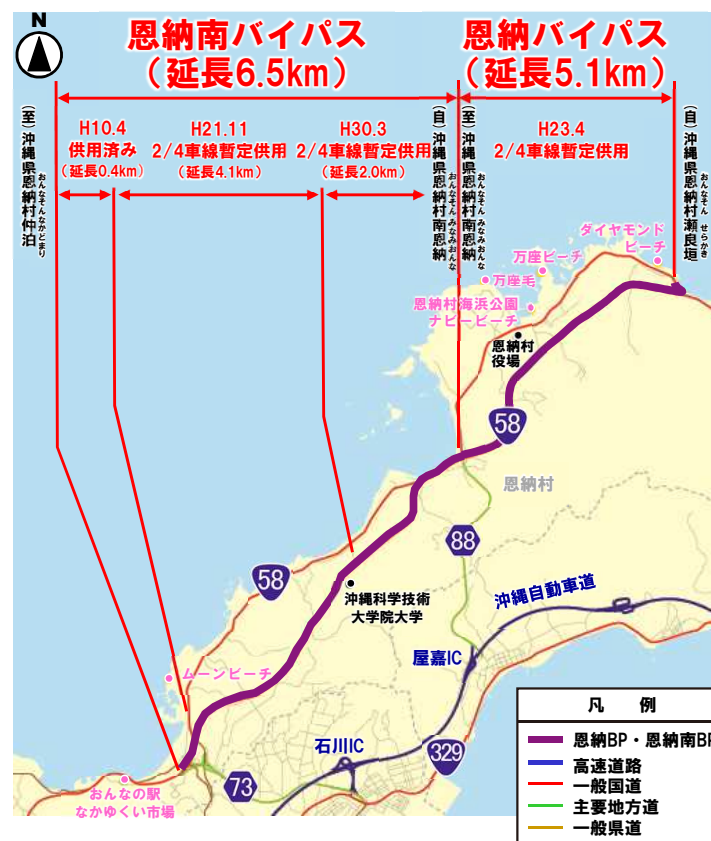 N
恩納南バイパス
（延長6.5km）
恩納バイパス
（延長5.1km）
（至）沖縄県恩納村仲泊
おんなそんなかどまり
H10.4
供用済み
（延長0.4km）
H21.11
2/4車線暫定供用
（延長4.1km）
H30.3
2/4車線暫定供用
（延長2.0km）
（自）沖縄県恩納村南恩納
おんなそん みなみおんな
（至）沖縄県恩納村南恩納
おんなそん みなみおんな
H23.4
2/4車線暫定供用
（自）沖縄県恩納村瀬良垣
おんなそん せらかき
ダイヤモンド
ビーチ
万座ビーチ
万座毛
恩納村海浜公園
ナビービーチ
恩納村
役場
58
恩納村
88
58
沖縄科学技術
大学院大学
沖縄自動車道
屋嘉IC
ムーンビーチ
石川IC
329
73
おんなの駅
なかゆくい市場
凡　例
恩納BP・恩納南BP
高速道路
一般国道
主要地方道
一般県道